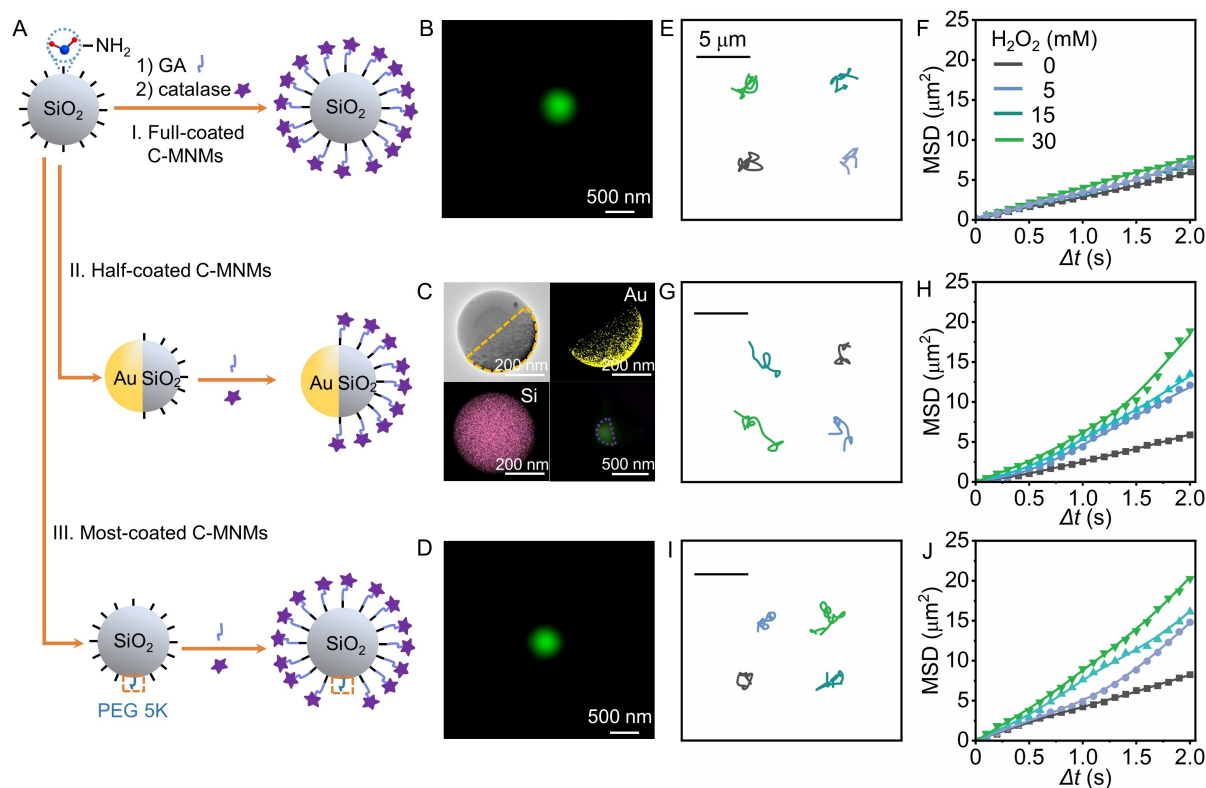 A
–NH2
SiO2
1) GA
2) catalase
I. Full-coated
C-MNMs
SiO2
II. Half-coated C-MNMs
Au SiO2
Au SiO2
III. Most-coated C-MNMs
SiO2
PEG 5K
SiO2
B
500 nm
C
200 nm
Au
200 nm
Si
200 nm
500 nm
D
500 nm
E
5 μm
F
MSD (μm²)
25
20
15
10
5
0
H2O2 (mM)
0
5
15
30
0 0.5 1.0 1.5 2.0
Δt (s)
G
H
MSD (μm²)
25
20
15
10
5
0
0 0.5 1.0 1.5 2.0
Δt (s)
I
J
MSD (μm²)
25
20
15
10
5
0
0 0.5 1.0 1.5 2.0
Δt (s)